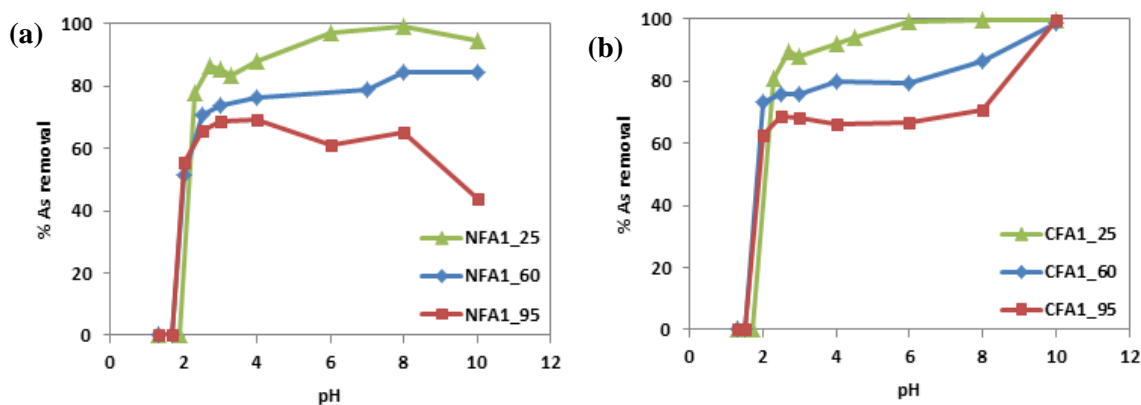 (a)
% As removal
100
80
60
40
20
0
0 2 4 6 8 10 12
pH
NFA1_25
NFA1_60
NFA1_95
(b)
% As removal
100
80
60
40
20
0
0 2 4 6 8 10 12
pH
CFA1_25
CFA1_60
CFA1_95